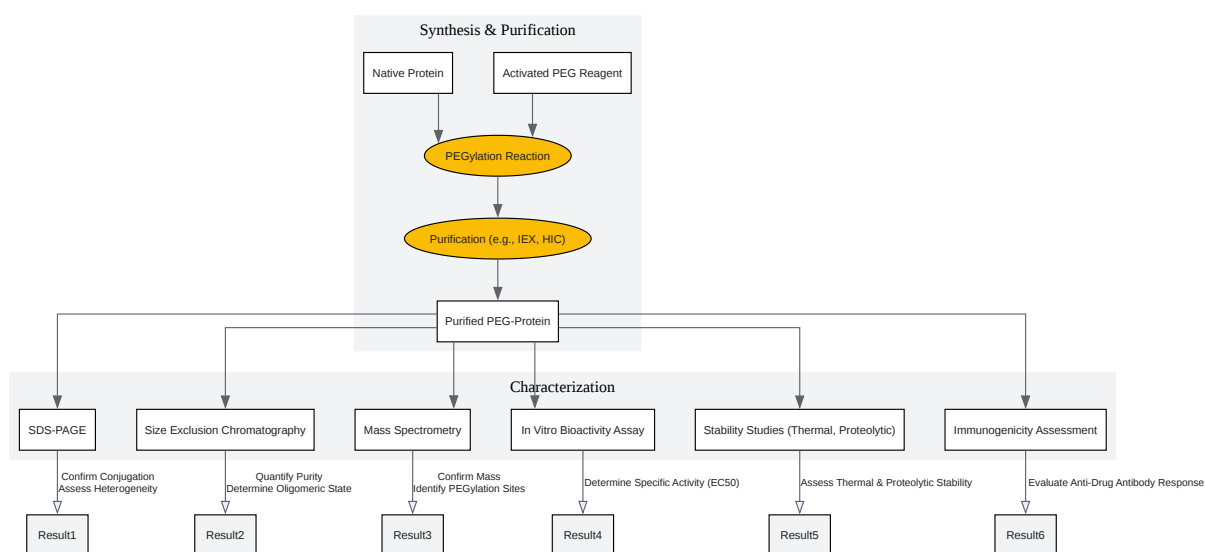 Synthesis & Purification
Native Protein
Activated PEG Reagent
PEGylation Reaction
Purification (e.g., IEX, HIC)
Purified PEG-Protein
Characterization
SDS-PAGE
Size Exclusion Chromatography
Mass Spectrometry
In Vitro Bioactivity Assay
Stability Studies (Thermal, Proteolytic)
Immunogenicity Assessment
Confirm Conjugation
Assess Heterogeneity
Quantify Purity
Determine Oligomeric State
Confirm Mass
Identify PEGylation Sites
Determine Specific Activity (EC50)
Assess Thermal & Proteolytic Stability
Evaluate Anti-Drug Antibody Response
Result1
Result2
Result3
Result4
Result5
Result6